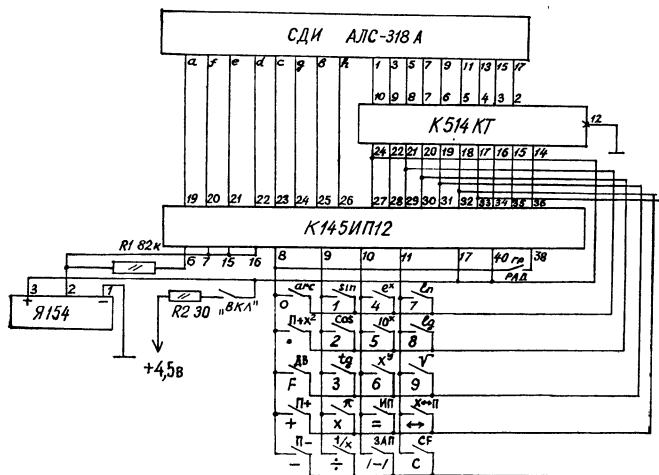 СДИ АЛС-318А
a f e d c g b h 1 3 5 7 9 11 13 15 17
10 9 8 7 6 5 4 3 2
К514КТ 12
24 22 21 20 19 18 17 16 15 14
19 20 21 22 23 24 25 26 27 28 29 30 31 32 33 34 35 36
К145ИП12
R1 82к 6 7 15 16 8 9 10 11 17 40 38
ГР
РАД
3 2 1
+ −
Я154
R2 30 "ВКЛ"
+4,5в
arc sin e^x ln
0 1 4 7
П+x² cos 10^x lg
• 2 5 8
ДВ tg x^y √
F 3 6 9
П+ π ИП X↔П
+ × = ↔
П− 1/x ЗАП CF
− ÷ /−/ C